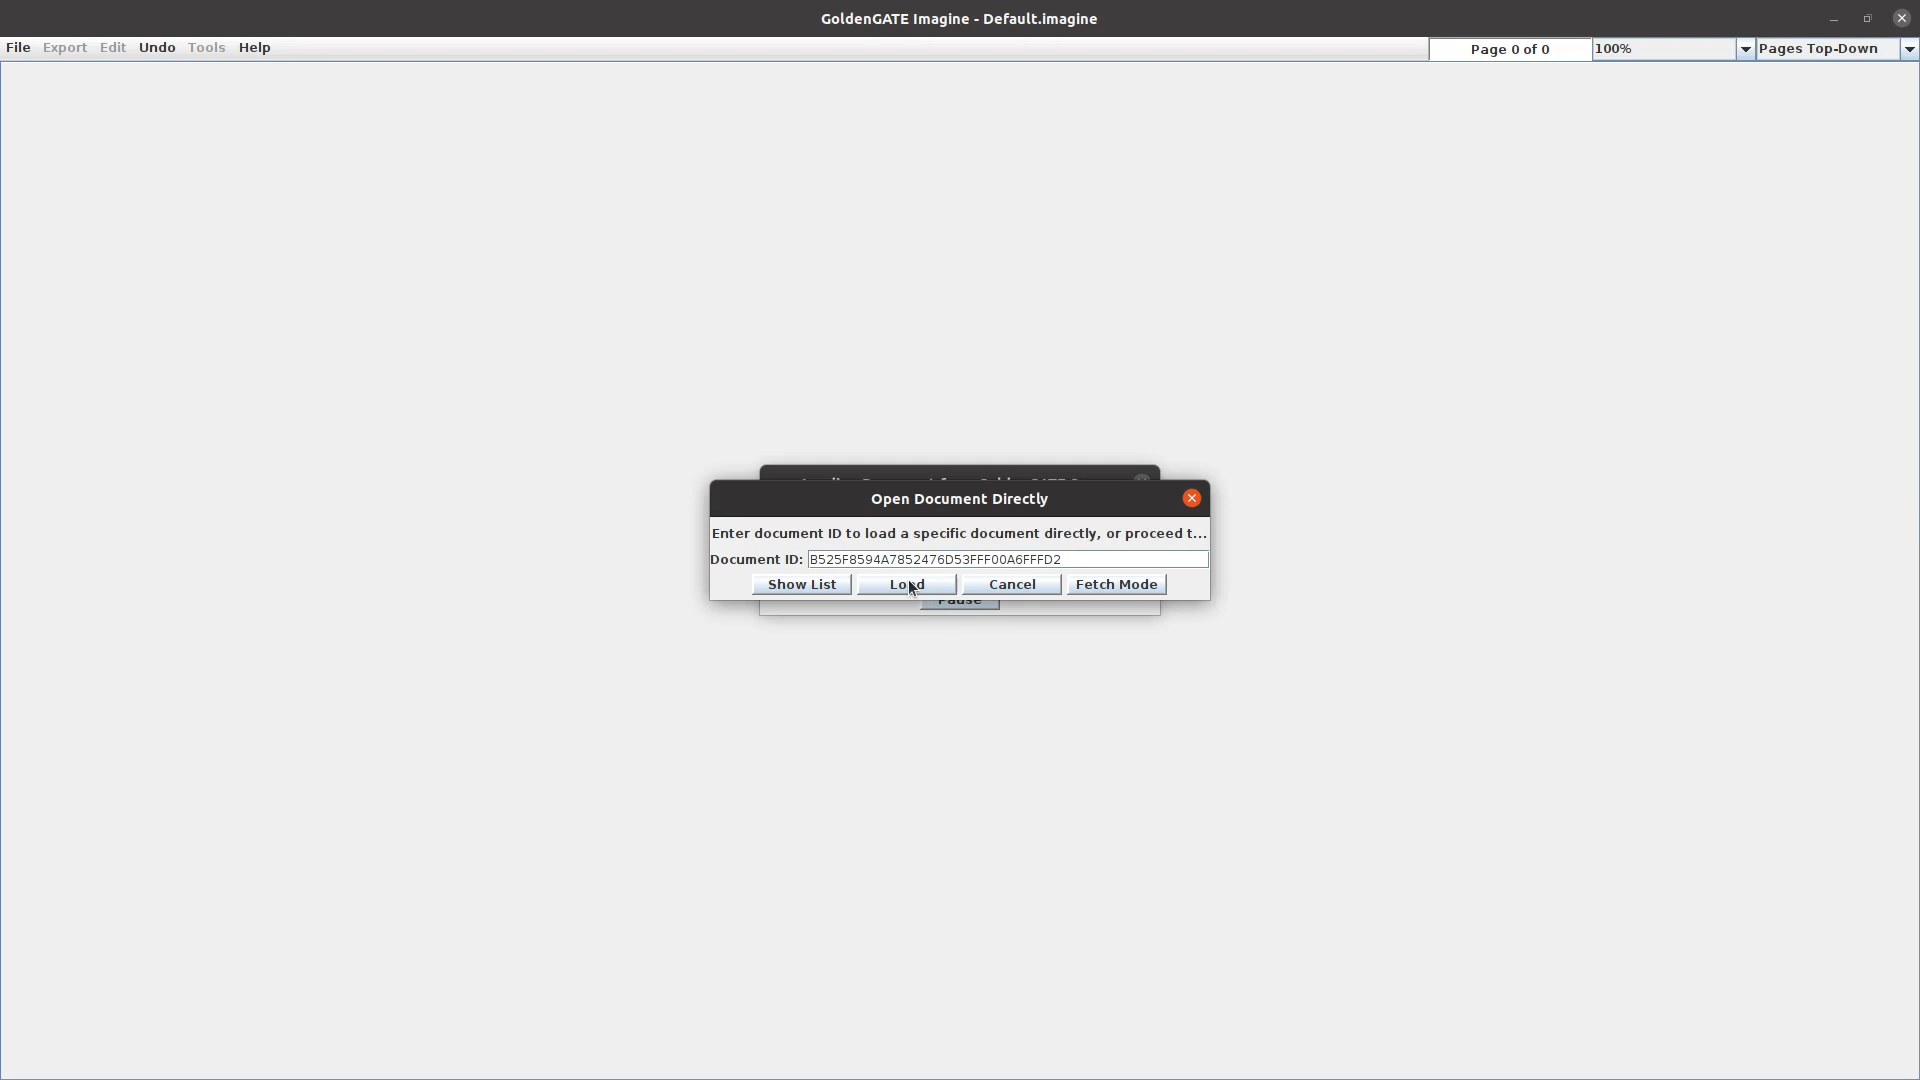 GoldenGATE Imagine - Default.imagine
File Export Edit Undo Tools Help
Page 0 of 0
100%
Pages Top-Down
Open Document Directly
Enter document ID to load a specific document directly, or proceed t...
Document ID: B525F8594A7852476D53FFF00A6FFFD2
Show List
Load
Cancel
Fetch Mode
Pause